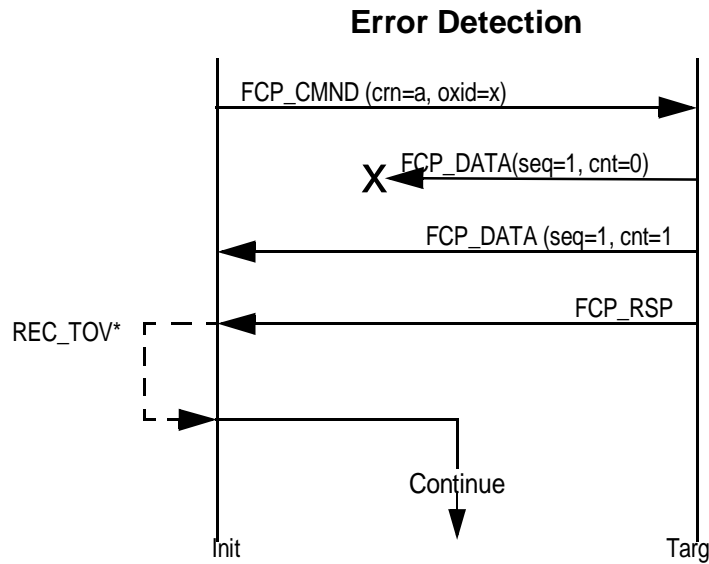 Error Detection
FCP_CMND (crn=a, oxid=x)
X FCP_DATA(seq=1, cnt=0)
FCP_DATA (seq=1, cnt=1
FCP_RSP
REC_TOV*
Continue
Init Targ